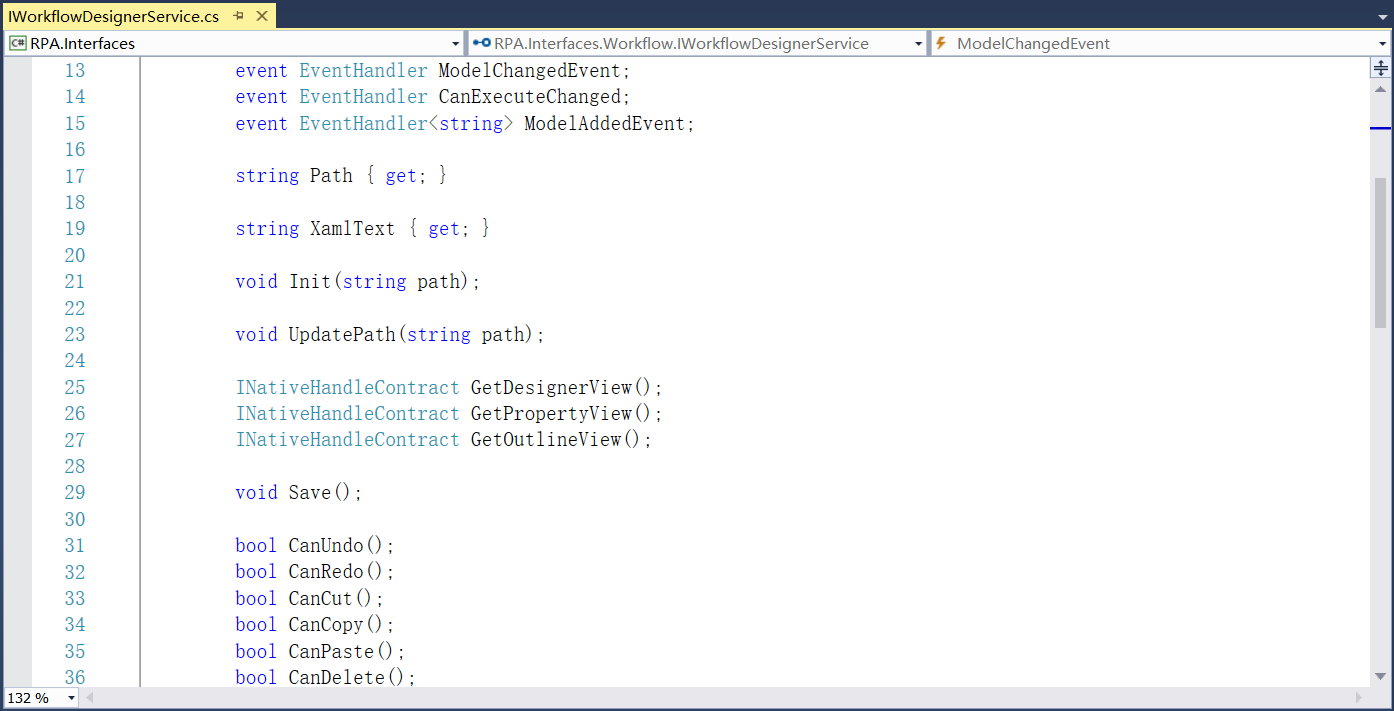 IWorkflowDesignerService.cs
C# RPA.Interfaces RPA.Interfaces.Workflow.IWorkflowDesignerService ModelChangedEvent
13 event EventHandler ModelChangedEvent;
14 event EventHandler CanExecuteChanged;
15 event EventHandler<string> ModelAddedEvent;
16
17 string Path { get; }
18
19 string XamlText { get; }
20
21 void Init(string path);
22
23 void UpdatePath(string path);
24
25 INativeHandleContract GetDesignerView();
26 INativeHandleContract GetPropertyView();
27 INativeHandleContract GetOutlineView();
28
29 void Save();
30
31 bool CanUndo();
32 bool CanRedo();
33 bool CanCut();
34 bool CanCopy();
35 bool CanPaste();
36 bool CanDelete();
132 %